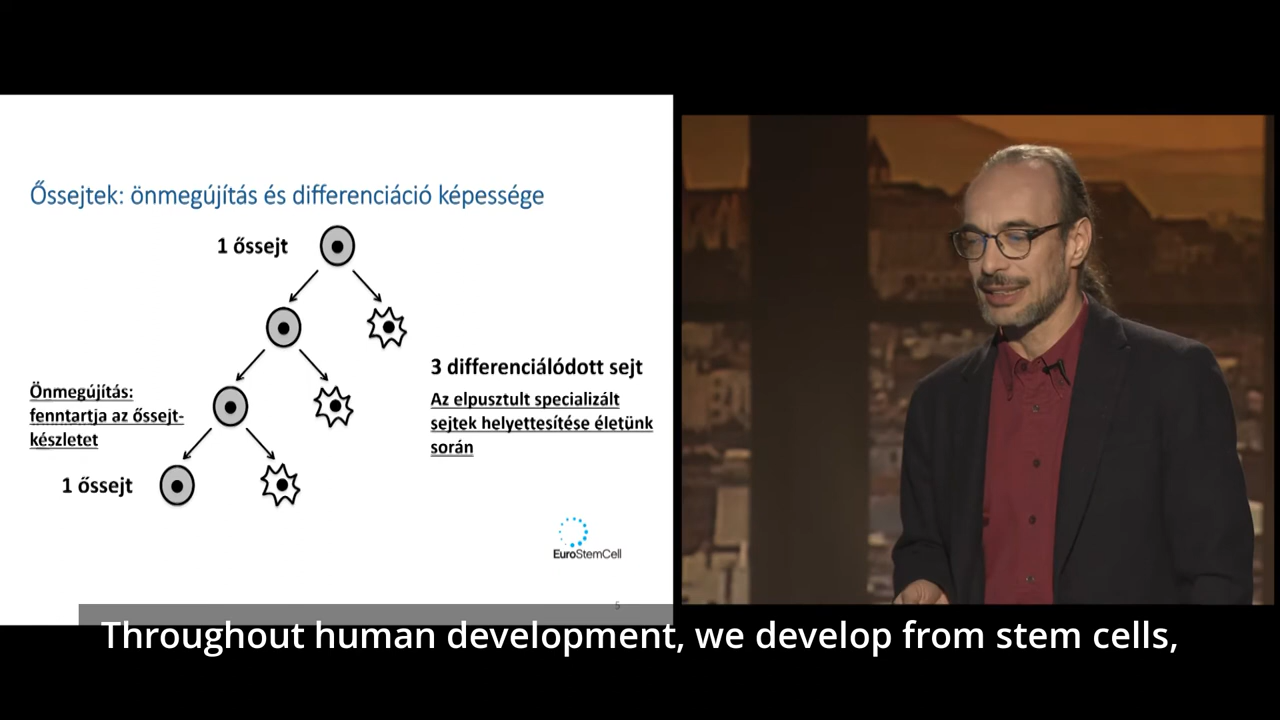 Őssejtek: önmegújítás és differenciáció képessége
1 őssejt
3 differenciálódott sejt
Önmegújítás:
fenntartja az őssejt-
készletet
Az elpusztult specializált
sejtek helyettesítése életünk
során
1 őssejt
EuroStemCell
5
Throughout human development, we develop from stem cells,